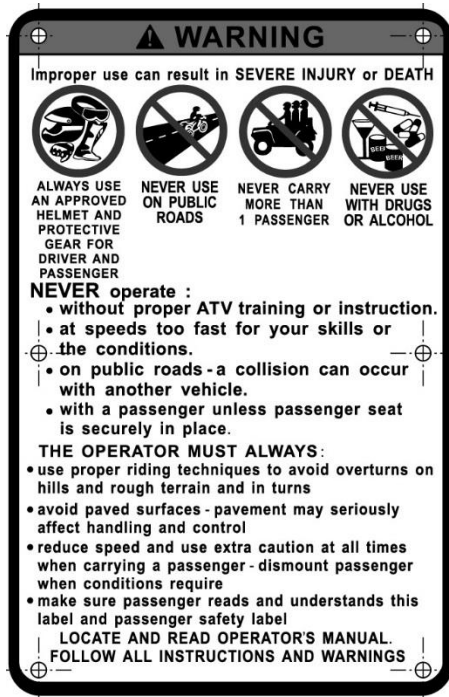 WARNING
Improper use can result in SEVERE INJURY or DEATH
ALWAYS USE
AN APPROVED
HELMET AND
PROTECTIVE
GEAR FOR
DRIVER AND
PASSENGER
NEVER USE
ON PUBLIC
ROADS
NEVER CARRY
MORE THAN
1 PASSENGER
BEER
BEER
NEVER USE
WITH DRUGS
OR ALCOHOL
NEVER operate :
• without proper ATV training or instruction.
• at speeds too fast for your skills or
the conditions.
• on public roads - a collision can occur
with another vehicle.
• with a passenger unless passenger seat
is securely in place.
THE OPERATOR MUST ALWAYS:
• use proper riding techniques to avoid overturns on
hills and rough terrain and in turns
• avoid paved surfaces - pavement may seriously
affect handling and control
• reduce speed and use extra caution at all times
when carrying a passenger - dismount passenger
when conditions require
• make sure passenger reads and understands this
label and passenger safety label
LOCATE AND READ OPERATOR'S MANUAL.
FOLLOW ALL INSTRUCTIONS AND WARNINGS